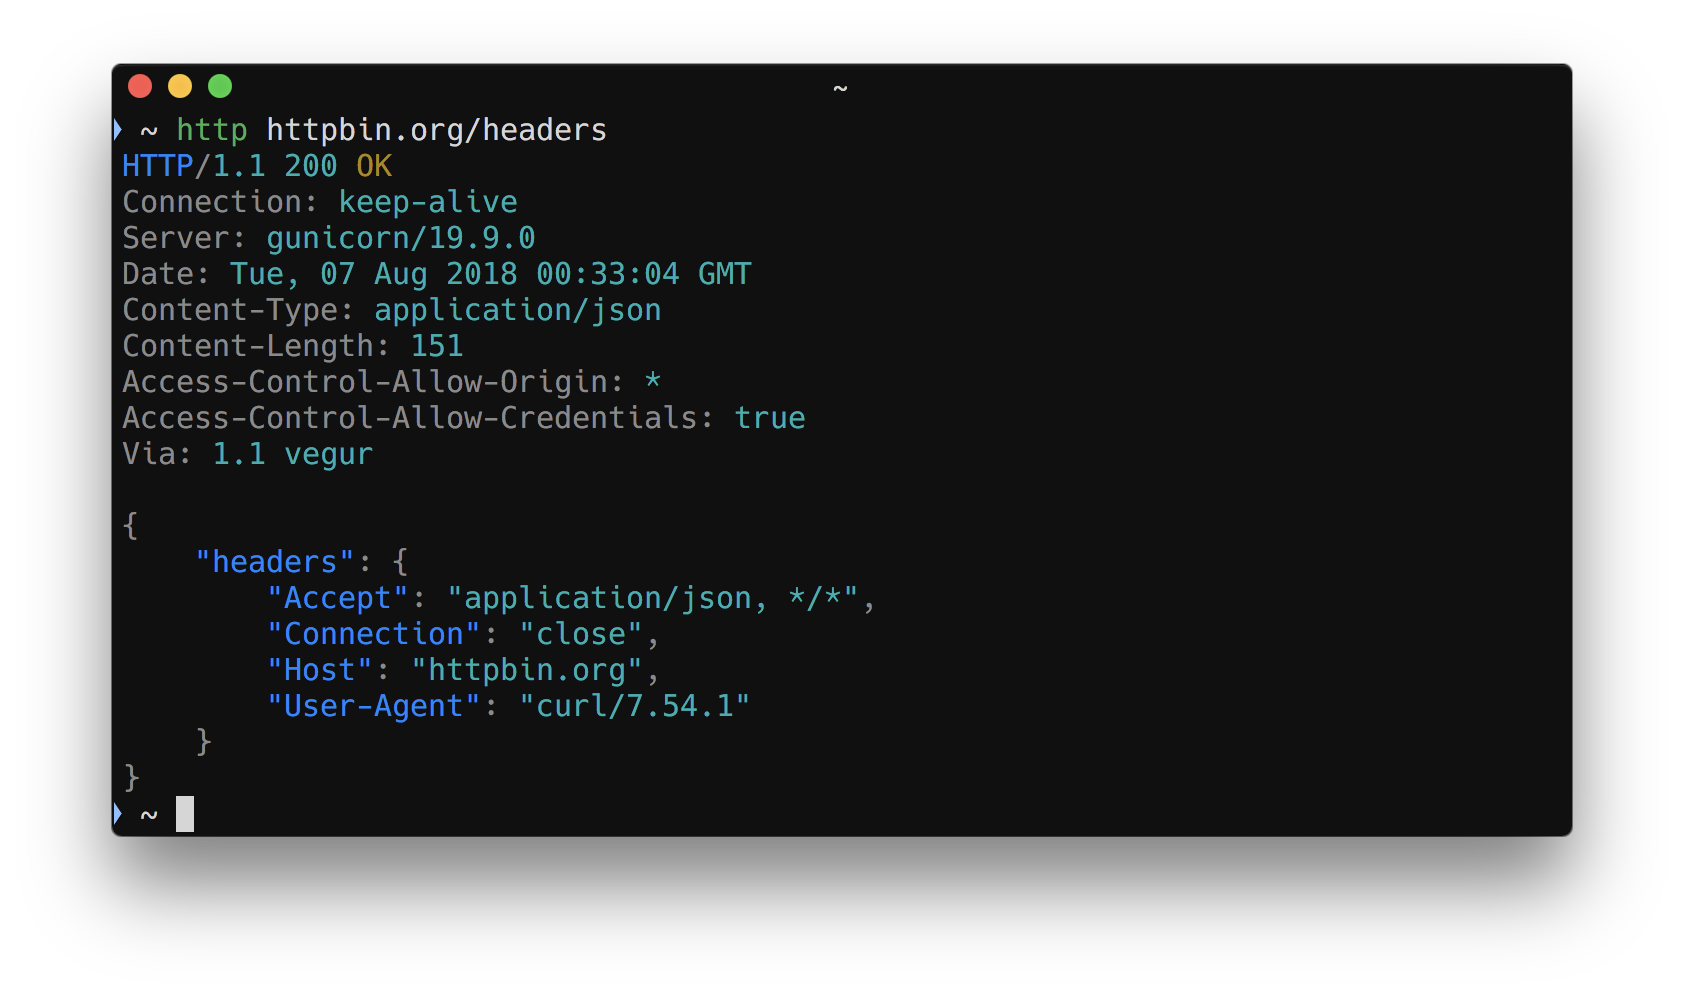 ~
~ http httpbin.org/headers
HTTP/1.1 200 OK
Connection: keep-alive
Server: gunicorn/19.9.0
Date: Tue, 07 Aug 2018 00:33:04 GMT
Content-Type: application/json
Content-Length: 151
Access-Control-Allow-Origin: *
Access-Control-Allow-Credentials: true
Via: 1.1 vegur

{
    "headers": {
        "Accept": "application/json, */*",
        "Connection": "close",
        "Host": "httpbin.org",
        "User-Agent": "curl/7.54.1"
    }
}
~